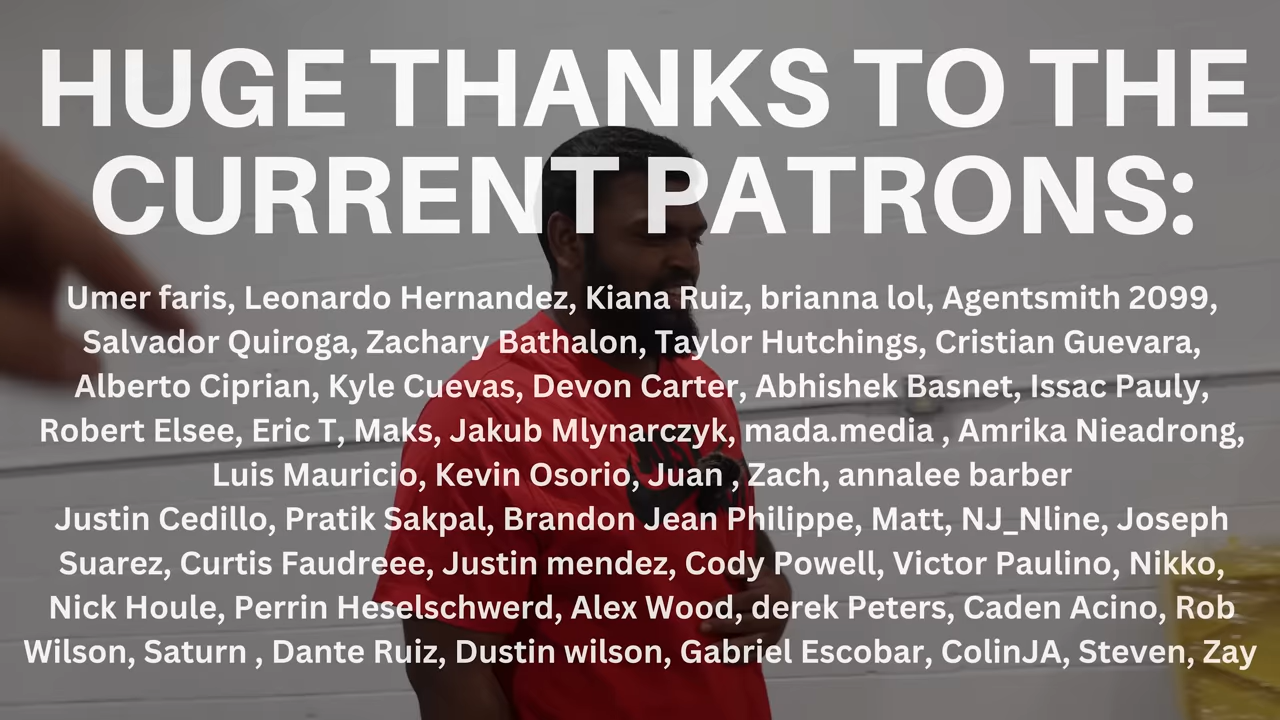 HUGE THANKS TO THE
CURRENT PATRONS:
Umer faris, Leonardo Hernandez, Kiana Ruiz, brianna lol, Agentsmith 2099,
Salvador Quiroga, Zachary Bathalon, Taylor Hutchings, Cristian Guevara,
Alberto Ciprian, Kyle Cuevas, Devon Carter, Abhishek Basnet, Issac Pauly,
Robert Elsee, Eric T, Maks, Jakub Mlynarczyk, mada.media , Amrika Nieadrong,
Luis Mauricio, Kevin Osorio, Juan , Zach, annalee barber
Justin Cedillo, Pratik Sakpal, Brandon Jean Philippe, Matt, NJ_Nline, Joseph
Suarez, Curtis Faudreee, Justin mendez, Cody Powell, Victor Paulino, Nikko,
Nick Houle, Perrin Heselschwerd, Alex Wood, derek Peters, Caden Acino, Rob
Wilson, Saturn , Dante Ruiz, Dustin wilson, Gabriel Escobar, ColinJA, Steven, Zay